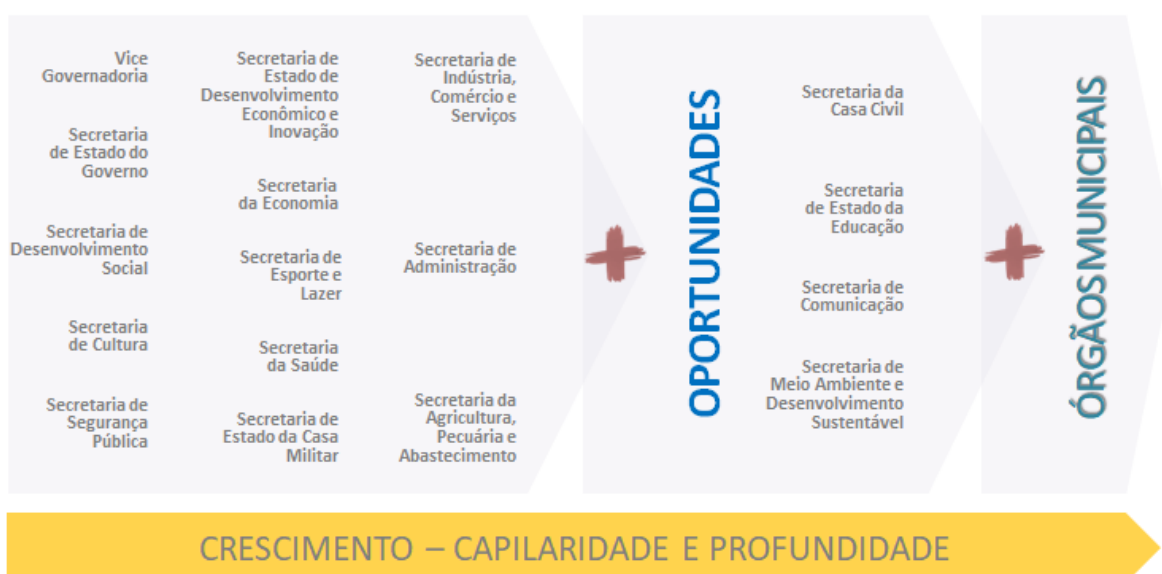 Vice
Governadoria
Secretaria
de Estado do
Governo
Secretaria de
Desenvolvimento
Social
Secretaria
de Cultura
Secretaria de
Segurança
Pública
Secretaria de
Estado de
Desenvolvimento
Econômico e
Inovação
Secretaria
da Economia
Secretaria de
Esporte e
Lazer
Secretaria
da Saúde
Secretaria de
Estado da Casa
Militar
Secretaria de
Indústria,
Comércio e
Serviços
Secretaria de
Administração
Secretaria da
Agricultura,
Pecuária e
Abastecimento
OPORTUNIDADES
Secretaria da
Casa Civil
Secretaria
de Estado da
Educação
Secretaria de
Comunicação
Secretaria de
Meio Ambiente e
Desenvolvimento
Sustentável
ÓRGÃOS MUNICIPAIS
CRESCIMENTO – CAPILARIDADE E PROFUNDIDADE